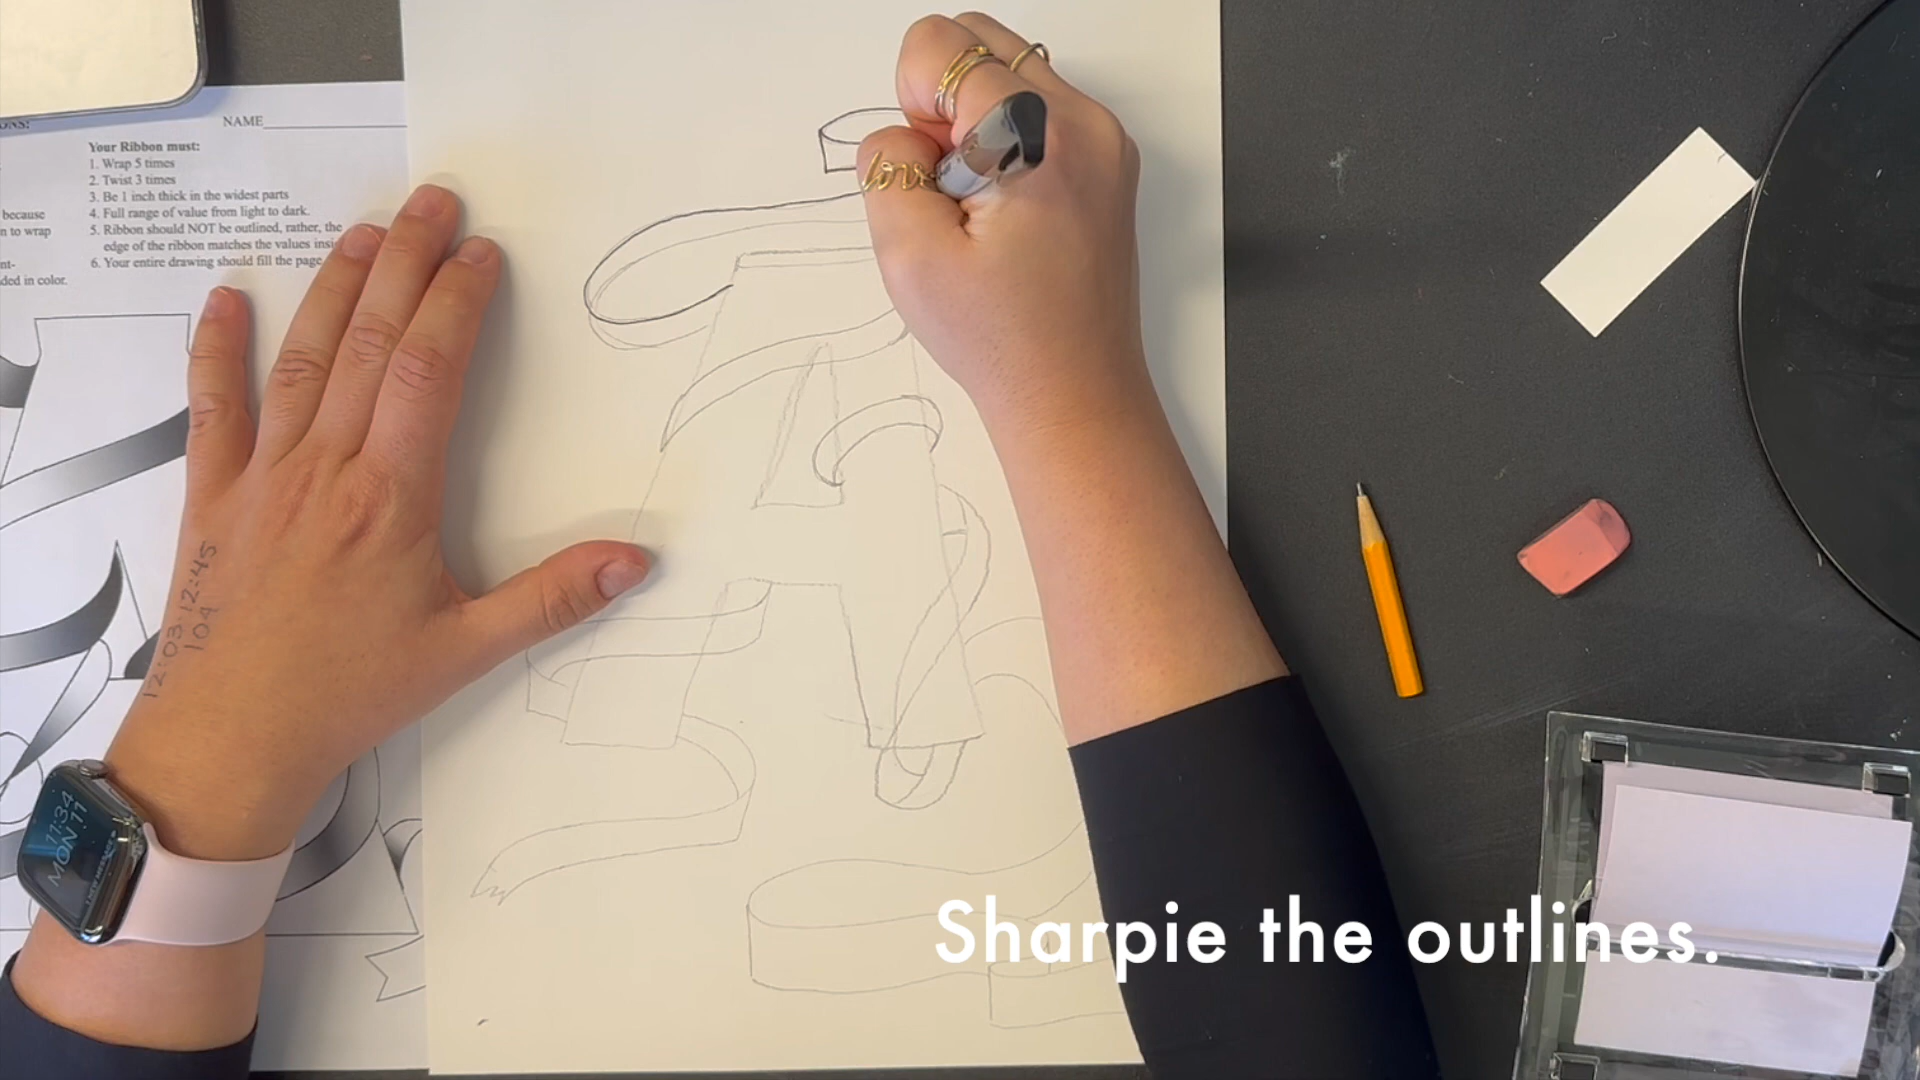 NAME
Your Ribbon must:
1. Wrap 5 times
2. Twist 3 times
3. Be 1 inch thick in the widest parts
4. Full range of value from light to dark.
5. Ribbon should NOT be outlined, rather, the
edge of the ribbon matches the values
6. Your entire drawing should fill the page
because
n to wrap
ded in color.
love
12:03-12:45
104
11:34
MON 11
1 NEW MESSAGE
Sharpie the outlines.